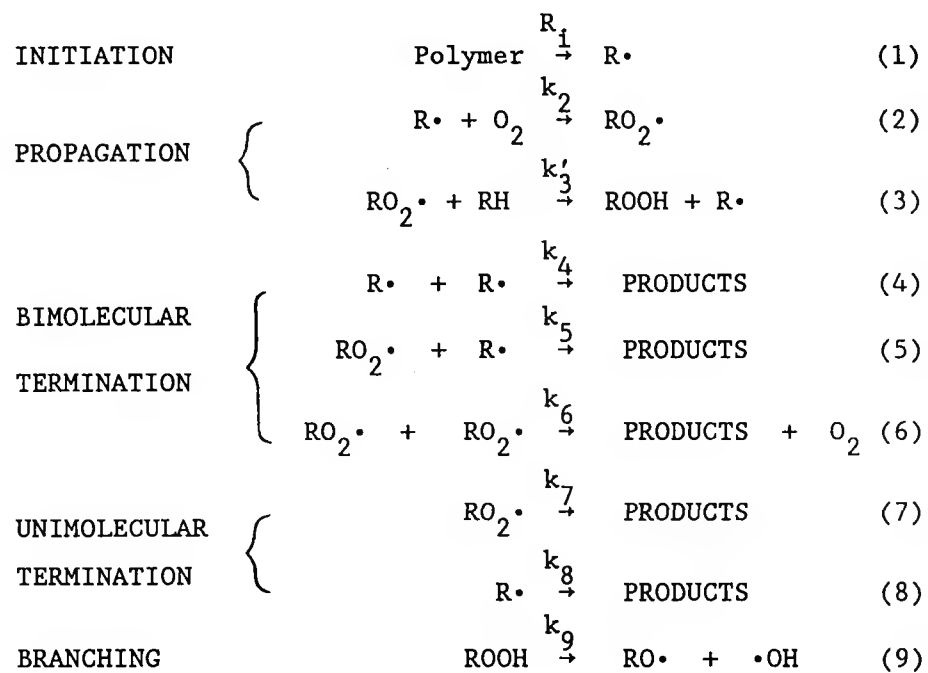 INITIATION Polymer R_i → R• (1)
PROPAGATION
R• + O₂ k₂ → RO₂• (2)
RO₂• + RH k₃′ → ROOH + R• (3)
BIMOLECULAR TERMINATION
R• + R• k₄ → PRODUCTS (4)
RO₂• + R• k₅ → PRODUCTS (5)
RO₂• + RO₂• k₆ → PRODUCTS + O₂ (6)
UNIMOLECULAR TERMINATION
RO₂• k₇ → PRODUCTS (7)
R• k₈ → PRODUCTS (8)
BRANCHING ROOH k₉ → RO• + •OH (9)